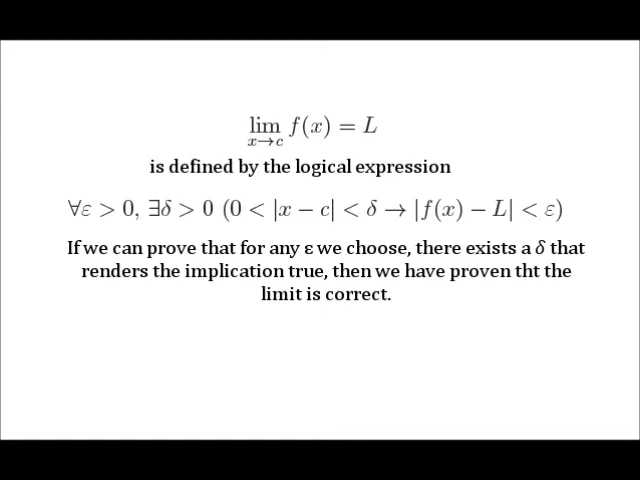 lim f(x) = L
x→c
is defined by the logical expression
∀ε > 0, ∃δ > 0 (0 < |x − c| < δ → |f(x) − L| < ε)
If we can prove that for any ε we choose, there exists a δ that
renders the implication true, then we have proven tht the
limit is correct.